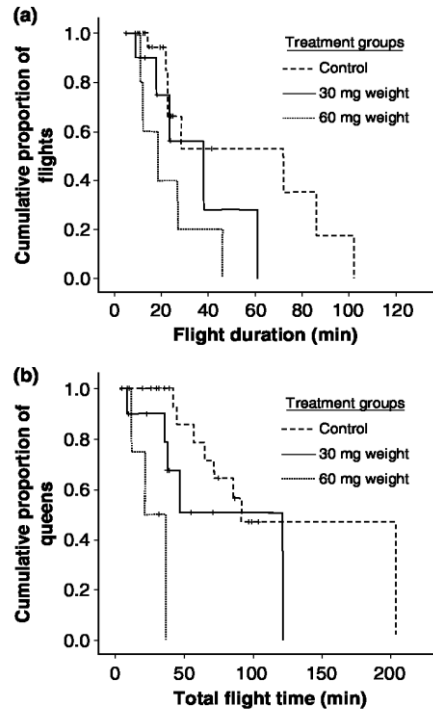 (a)
Treatment groups
Control
30 mg weight
60 mg weight
Cumulative proportion of
flights
1.0
0.8
0.6
0.4
0.2
0.0
0 20 40 60 80 100 120
Flight duration (min)
(b)
Treatment groups
Control
30 mg weight
60 mg weight
Cumulative proportion of
queens
1.0
0.8
0.6
0.4
0.2
0.0
0 50 100 150 200
Total flight time (min)